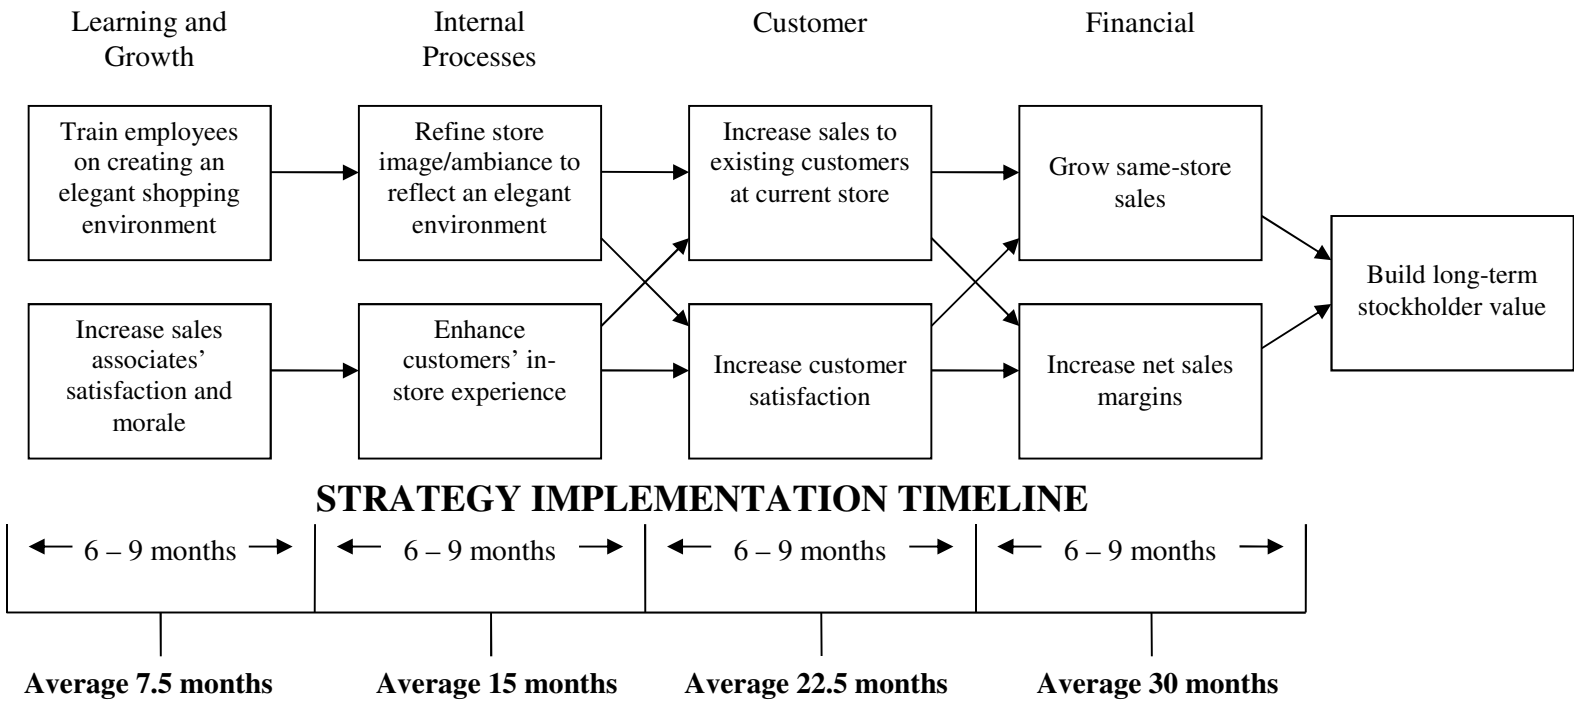 Learning and
Growth
Internal
Processes
Customer
Financial
Train employees
on creating an
elegant shopping
environment
Refine store
image/ambiance to
reflect an elegant
environment
Increase sales to
existing customers
at current store
Grow same-store
sales
Build long-term
stockholder value
Increase sales
associates’
satisfaction and
morale
Enhance
customers’ in-
store experience
Increase customer
satisfaction
Increase net sales
margins
STRATEGY IMPLEMENTATION TIMELINE
6 – 9 months
6 – 9 months
6 – 9 months
6 – 9 months
Average 7.5 months
Average 15 months
Average 22.5 months
Average 30 months